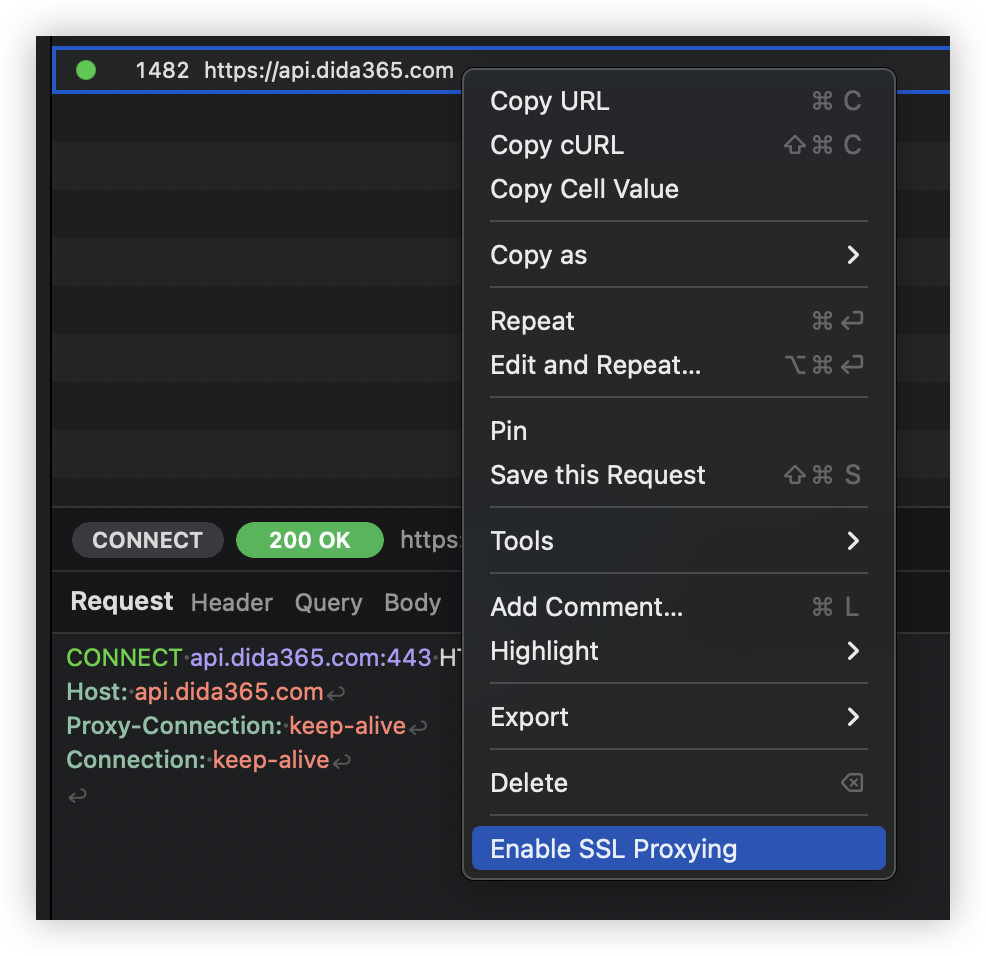 1482 https://api.dida365.com
Copy URL ⌘ C
Copy cURL ⇧ ⌘ C
Copy Cell Value
Copy as
Repeat ⌘ ↩
Edit and Repeat... ⌥ ⌘ ↩
Pin
Save this Request ⇧ ⌘ S
Tools
Add Comment... ⌘ L
Highlight
Export
Delete ⌫
Enable SSL Proxying
CONNECT 200 OK https:
Request Header Query Body
CONNECT·api.dida365.com:443·HT
Host:·api.dida365.com↩
Proxy-Connection:·keep-alive↩
Connection:·keep-alive↩
↩